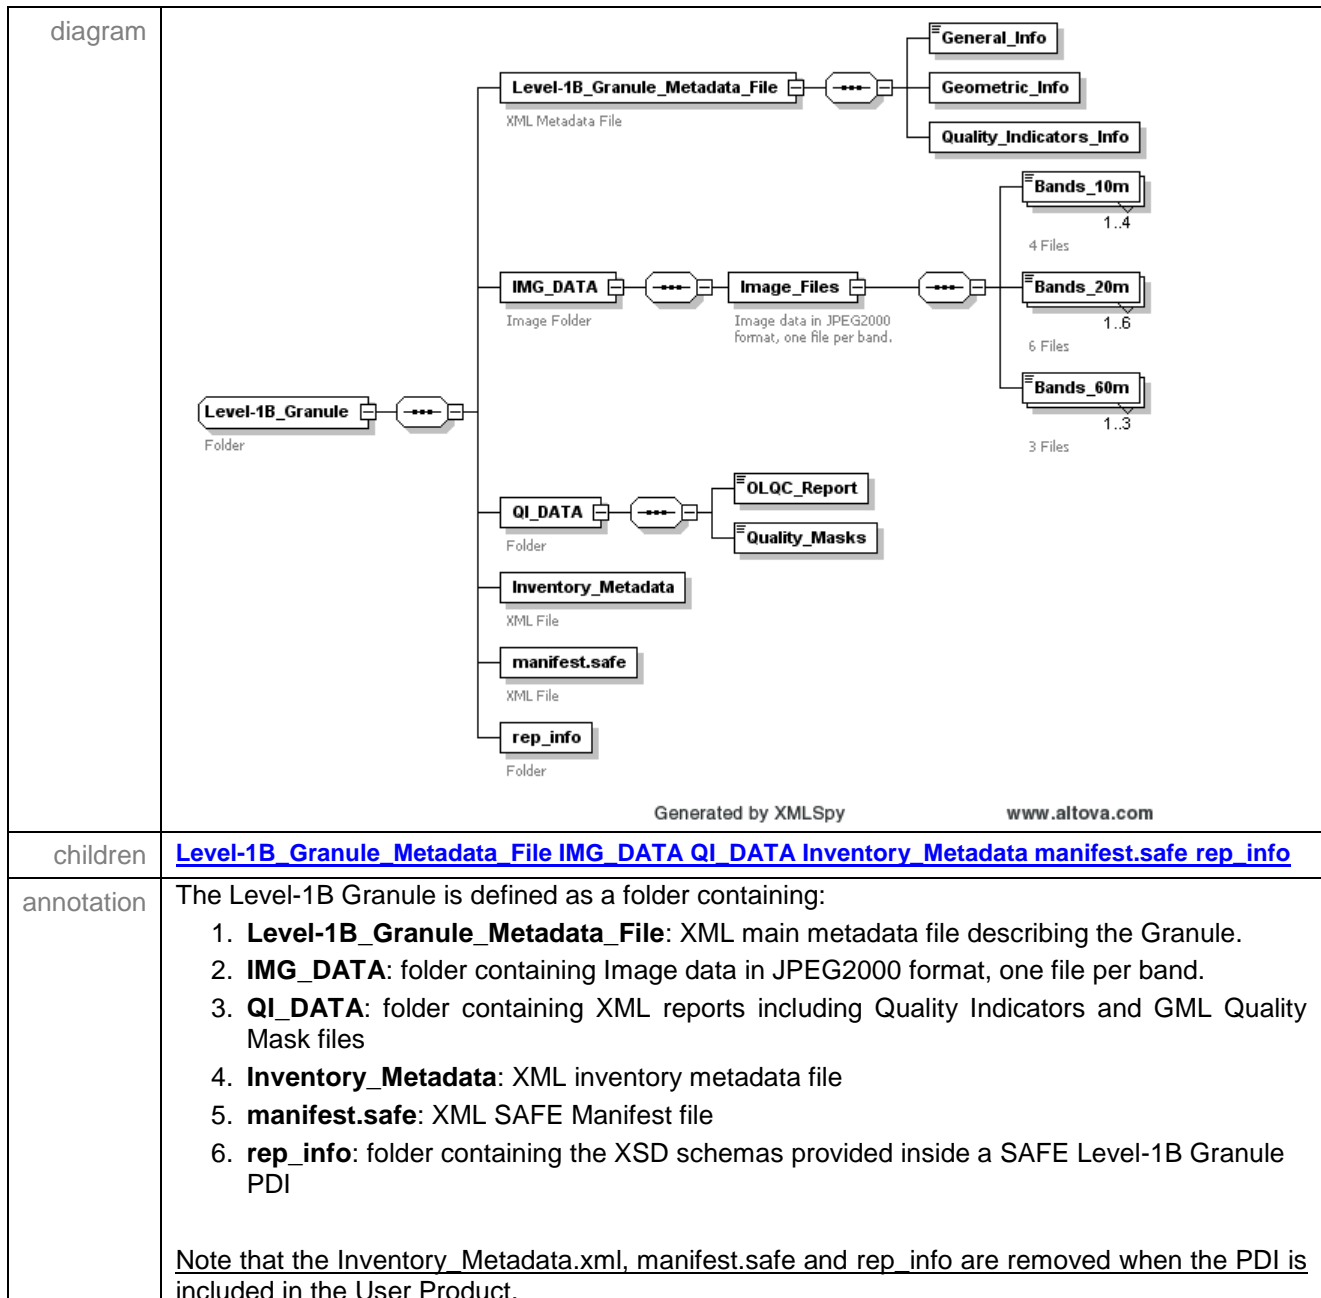 diagram
General_Info
Level-1B_Granule_Metadata_File
Geometric_Info
XML Metadata File
Quality_Indicators_Info
Bands_10m
1..4
4 Files
IMG_DATA
Image_Files
Bands_20m
Image Folder
Image data in JPEG2000
format, one file per band.
1..6
6 Files
Bands_60m
1..3
3 Files
Level-1B_Granule
Folder
OLQC_Report
QI_DATA
Quality_Masks
Folder
Inventory_Metadata
XML File
manifest.safe
XML File
rep_info
Folder
Generated by XMLSpy www.altova.com
children
Level-1B_Granule_Metadata_File IMG_DATA QI_DATA Inventory_Metadata manifest.safe rep_info
annotation
The Level-1B Granule is defined as a folder containing:
1. Level-1B_Granule_Metadata_File: XML main metadata file describing the Granule.
2. IMG_DATA: folder containing Image data in JPEG2000 format, one file per band.
3. QI_DATA: folder containing XML reports including Quality Indicators and GML Quality
Mask files
4. Inventory_Metadata: XML inventory metadata file
5. manifest.safe: XML SAFE Manifest file
6. rep_info: folder containing the XSD schemas provided inside a SAFE Level-1B Granule
PDI
Note that the Inventory_Metadata.xml, manifest.safe and rep_info are removed when the PDI is
included in the User Product.